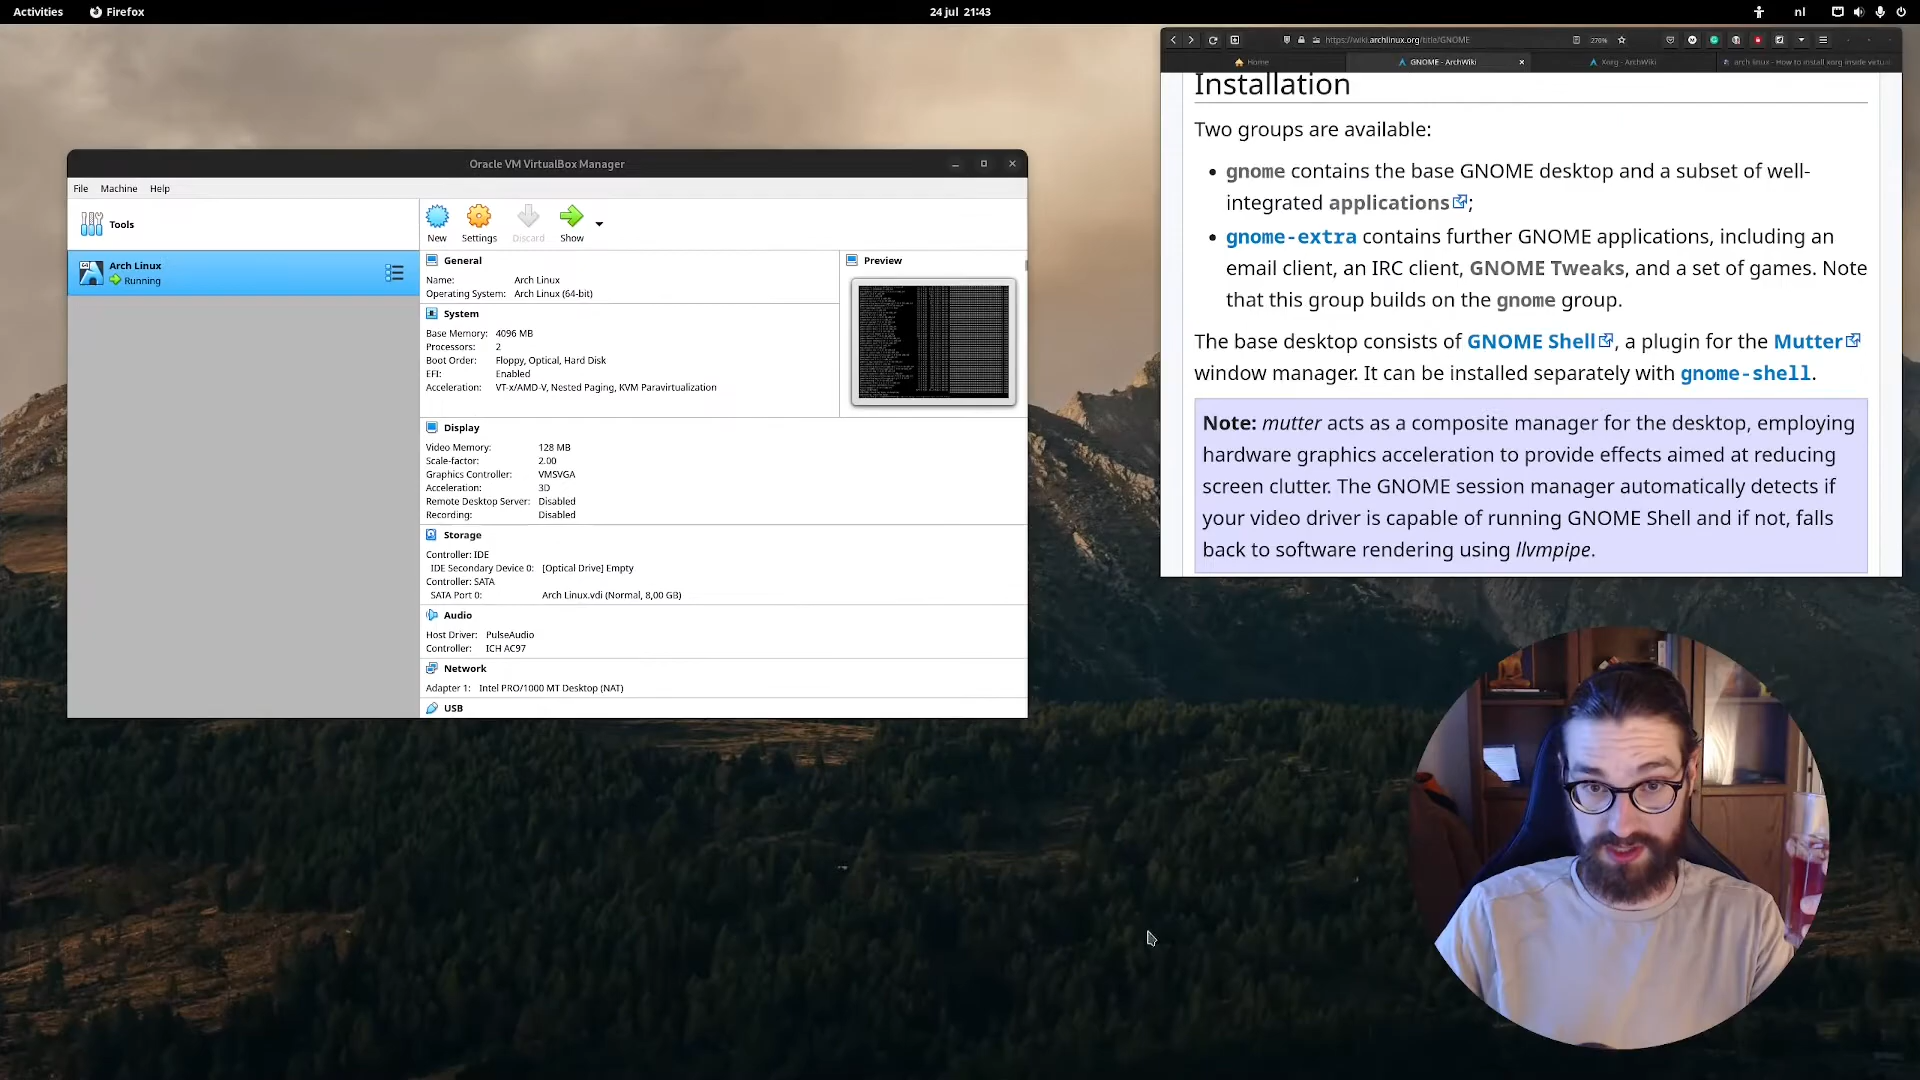 Activities
Firefox
24 jul 21:43
nl
Oracle VM VirtualBox Manager
File Machine Help
Tools
New
Settings
Discard
Show
Arch Linux
Running
General
Name: Arch Linux
Operating System: Arch Linux (64-bit)
System
Base Memory: 4096 MB
Processors: 2
Boot Order: Floppy, Optical, Hard Disk
EFI: Enabled
Acceleration: VT-x/AMD-V, Nested Paging, KVM Paravirtualization
Preview
Display
Video Memory: 128 MB
Scale-factor: 2.00
Graphics Controller: VMSVGA
Acceleration: 3D
Remote Desktop Server: Disabled
Recording: Disabled
Storage
Controller: IDE
IDE Secondary Device 0: [Optical Drive] Empty
Controller: SATA
SATA Port 0: Arch Linux.vdi (Normal, 8,00 GB)
Audio
Host Driver: PulseAudio
Controller: ICH AC97
Network
Adapter 1: Intel PRO/1000 MT Desktop (NAT)
USB
https://wiki.archlinux.org/title/GNOME
270%
Home
GNOME - ArchWiki
Xorg - ArchWiki
arch linux - How to install xorg inside virtu
Installation
Two groups are available:
• gnome contains the base GNOME desktop and a subset of well-
integrated applications;
• gnome-extra contains further GNOME applications, including an
email client, an IRC client, GNOME Tweaks, and a set of games. Note
that this group builds on the gnome group.
The base desktop consists of GNOME Shell, a plugin for the Mutter
window manager. It can be installed separately with gnome-shell.
Note: mutter acts as a composite manager for the desktop, employing
hardware graphics acceleration to provide effects aimed at reducing
screen clutter. The GNOME session manager automatically detects if
your video driver is capable of running GNOME Shell and if not, falls
back to software rendering using llvmpipe.